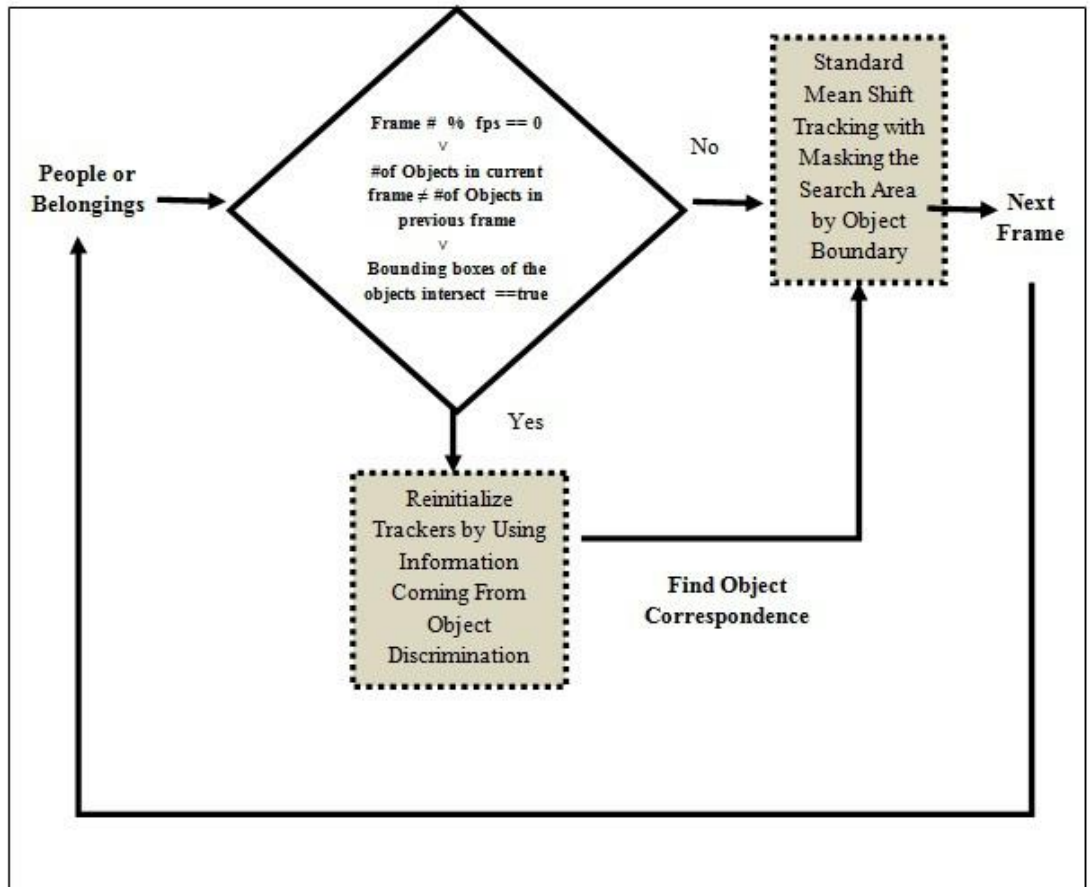 People or
Belongings
Frame # % fps == 0
v
#of Objects in current
frame ≠ #of Objects in
previous frame
v
Bounding boxes of the
objects intersect ==true
No
Standard
Mean Shift
Tracking with
Masking the
Search Area
by Object
Boundary
Next
Frame
Yes
Reinitialize
Trackers by Using
Information
Coming From
Object
Discrimination
Find Object
Correspondence